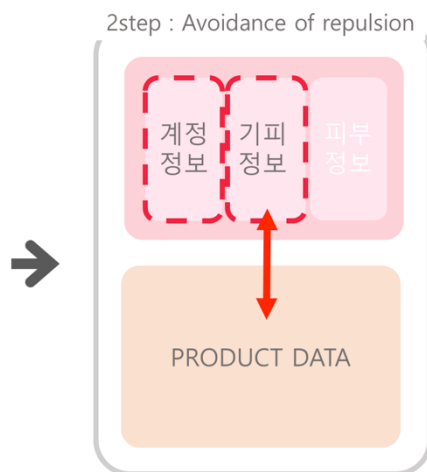 2step : Avoidance of repulsion
계정
정보
기피
정보
피부
정보
PRODUCT DATA